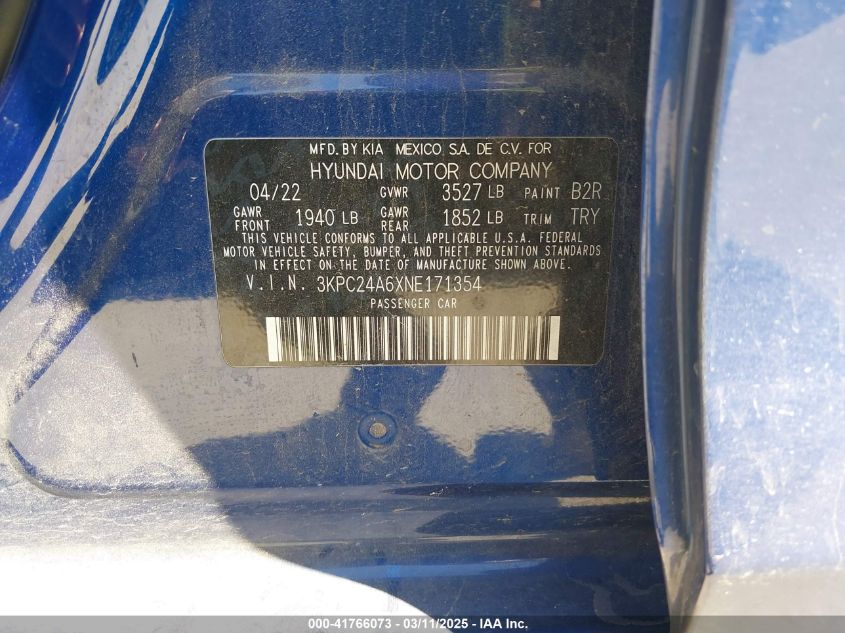 MFD. BY KIA MEXICO S.A. DE C.V. FOR
HYUNDAI MOTOR COMPANY
04/22 GVWR 3527 LB PAINT B2R
GAWR FRONT 1940 LB GAWR REAR 1852 LB TRIM TRY
THIS VEHICLE CONFORMS TO ALL APPLICABLE U.S.A. FEDERAL
MOTOR VEHICLE SAFETY, BUMPER, AND THEFT PREVENTION STANDARDS
IN EFFECT ON THE DATE OF MANUFACTURE SHOWN ABOVE.
V.I.N. 3KPC24A6XNE171354
PASSENGER CAR
000-41766073 - 03/11/2025 - IAA, Inc.